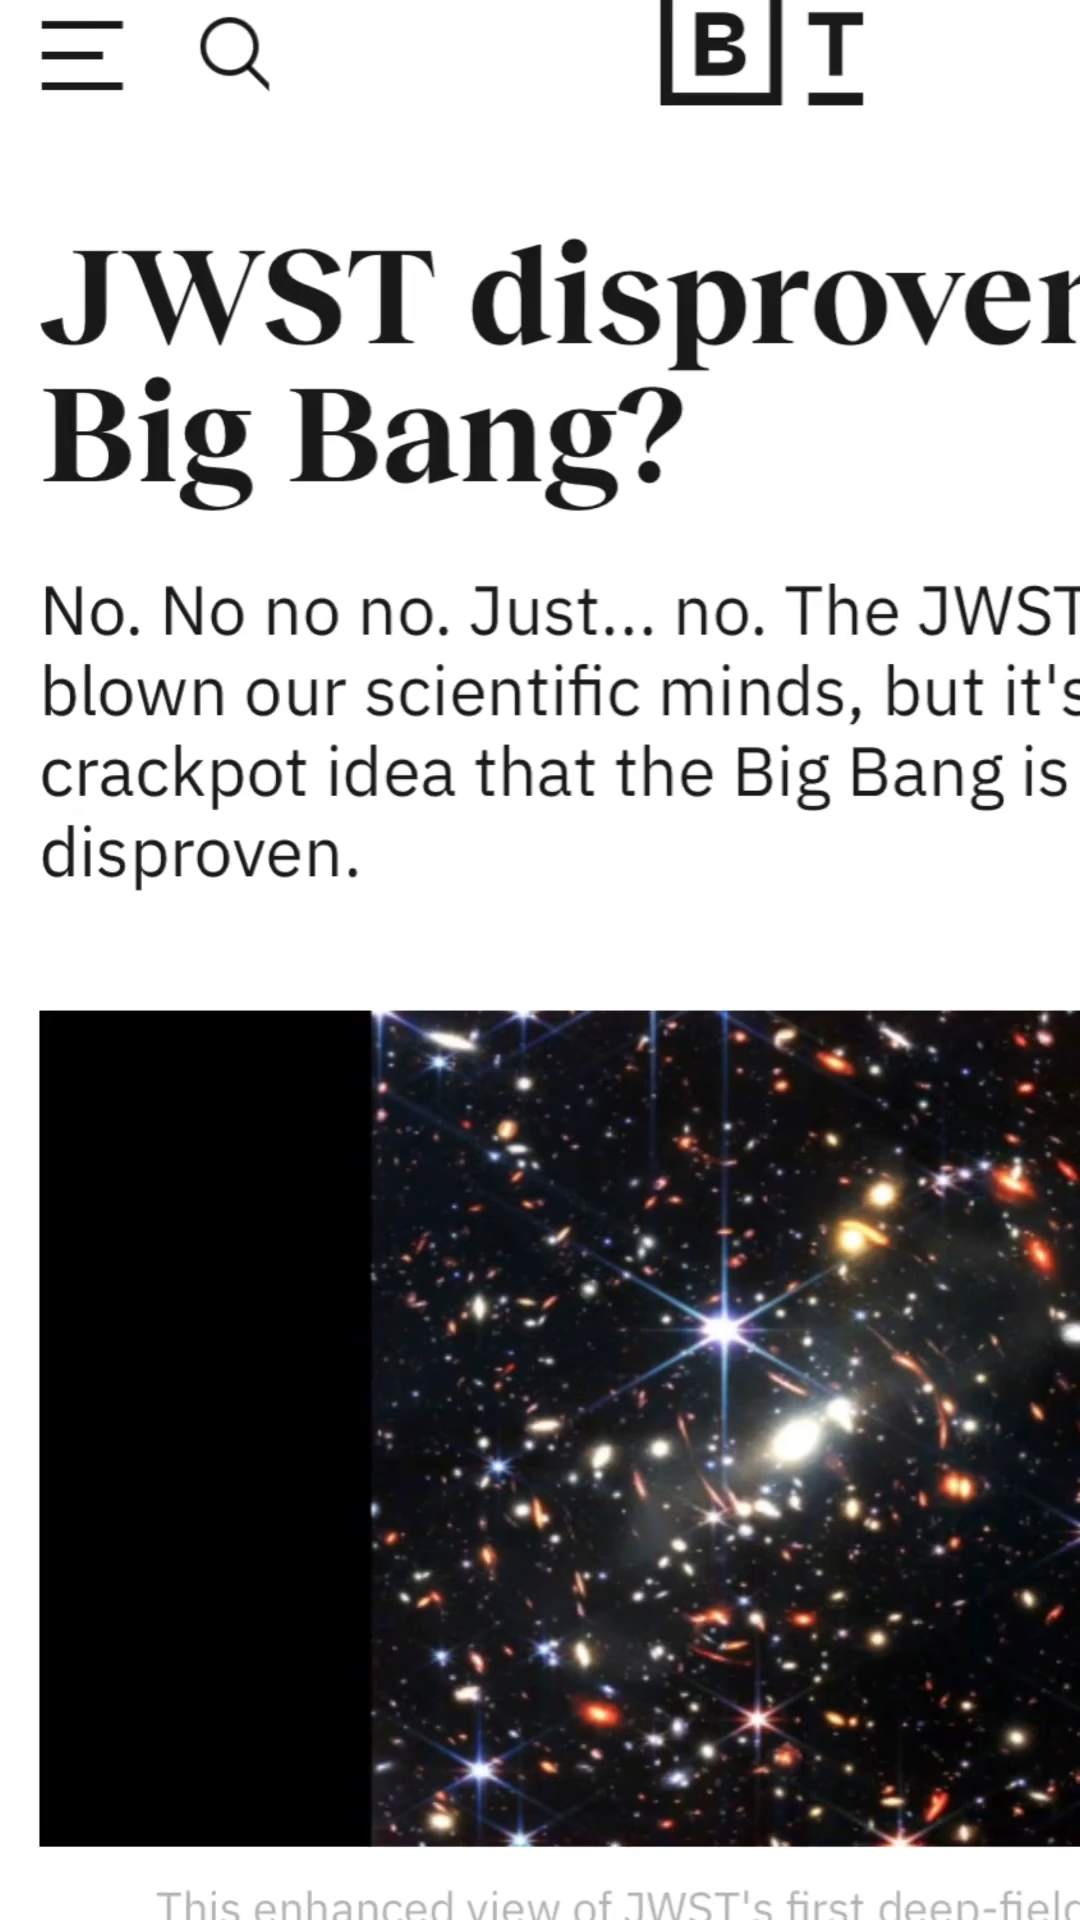 B T
JWST disprove
Big Bang?
No. No no no. Just... no. The JWST
blown our scientific minds, but it's
crackpot idea that the Big Bang is
disproven.
This enhanced view of JWST's first deep-field